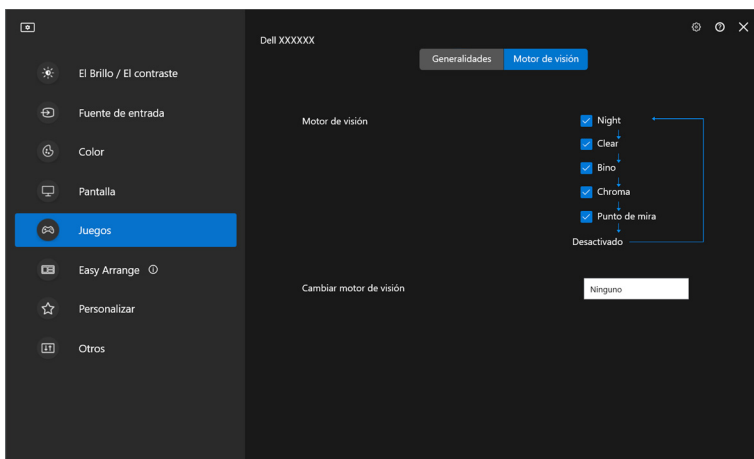 Dell XXXXXX
Generalidades
Motor de visión
El Brillo / El contraste
Fuente de entrada
Color
Pantalla
Juegos
Easy Arrange
Personalizar
Otros
Motor de visión
Night
Clear
Bino
Chroma
Punto de mira
Desactivado
Cambiar motor de visión
Ninguno